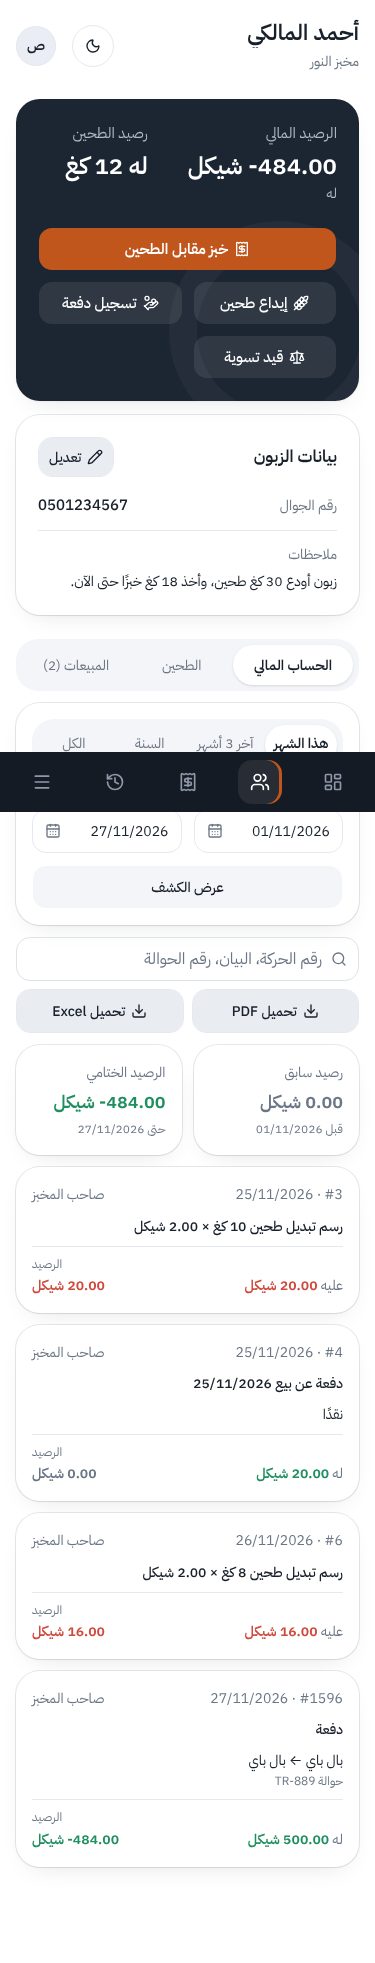 أحمد المالكي
مخبز النور
ص
الرصيد المالي
-484.00 شيكل
له
رصيد الطحين
له 12 كغ
خبز مقابل الطحين
إيداع طحين
تسجيل دفعة
قيد تسوية
بيانات الزبون
تعديل
رقم الجوال
0501234567
ملاحظات
زبون أودع 30 كغ طحين، وأخذ 18 كغ خبزًا حتى الآن.
الحساب المالي
الطحين
المبيعات (2)
هذا الشهر
آخر 3 أشهر
السنة
الكل
01/11/2026
27/11/2026
عرض الكشف
رقم الحركة، البيان، رقم الحوالة
تحميل PDF
تحميل Excel
رصيد سابق
0.00 شيكل
قبل 01/11/2026
الرصيد الختامي
-484.00 شيكل
حتى 27/11/2026
#3 · 25/11/2026
صاحب المخبز
رسم تبديل طحين 10 كغ × 2.00 شيكل
الرصيد
عليه 20.00 شيكل
20.00 شيكل
#4 · 25/11/2026
صاحب المخبز
دفعة عن بيع 25/11/2026
نقدًا
الرصيد
له 20.00 شيكل
0.00 شيكل
#6 · 26/11/2026
صاحب المخبز
رسم تبديل طحين 8 كغ × 2.00 شيكل
الرصيد
عليه 16.00 شيكل
16.00 شيكل
#1596 · 27/11/2026
صاحب المخبز
دفعة
بال باي ← بال باي
حوالة TR-889
الرصيد
له 500.00 شيكل
-484.00 شيكل